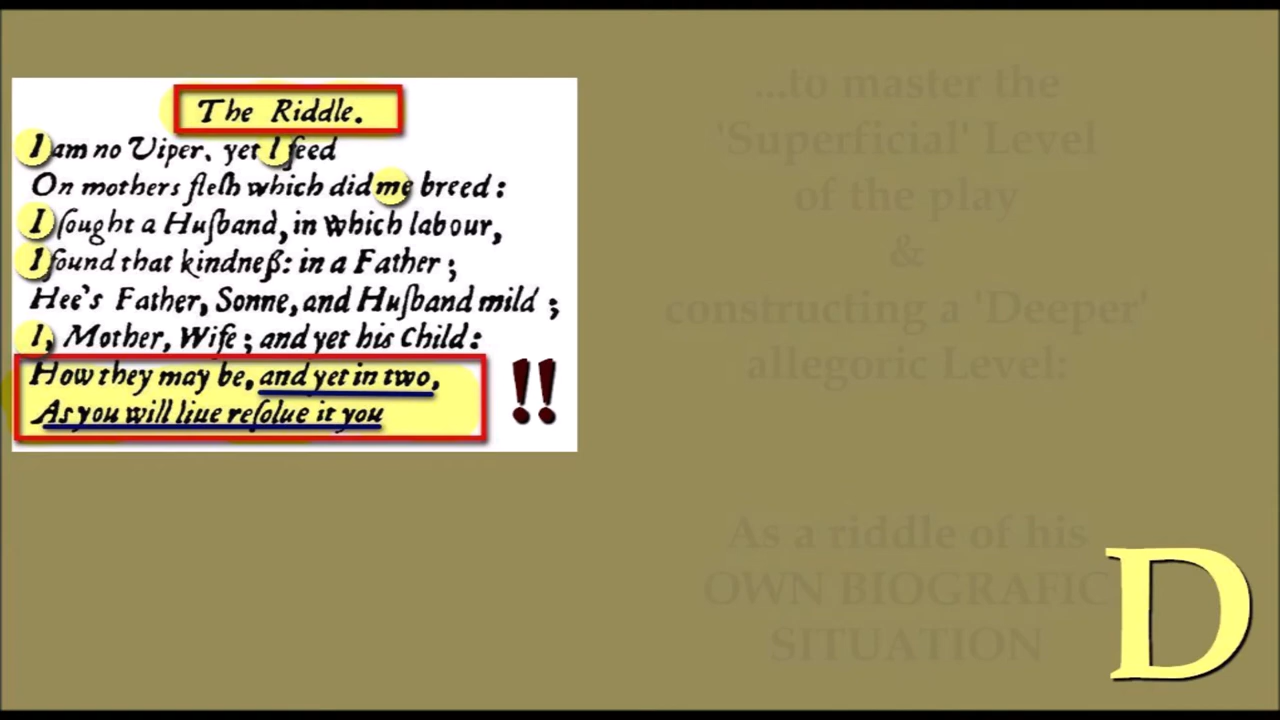 The Riddle.
I am no Viper. yet I feed
On mothers flesh which did me breed:
I ſought a Huſband, in which labour,
I found that kindneß: in a Father;
Hee's Father, Sonne, and Huſband mild;
I, Mother, Wife; and yet his Child:
How they may be, and yet in two,
As you will liue reſolue it you
!!
...to master the
'Superficial' Level
of the play
&
constructing a 'Deeper'
allegoric Level:
As a riddle of his
OWN BIOGRAFIC
SITUATION
D